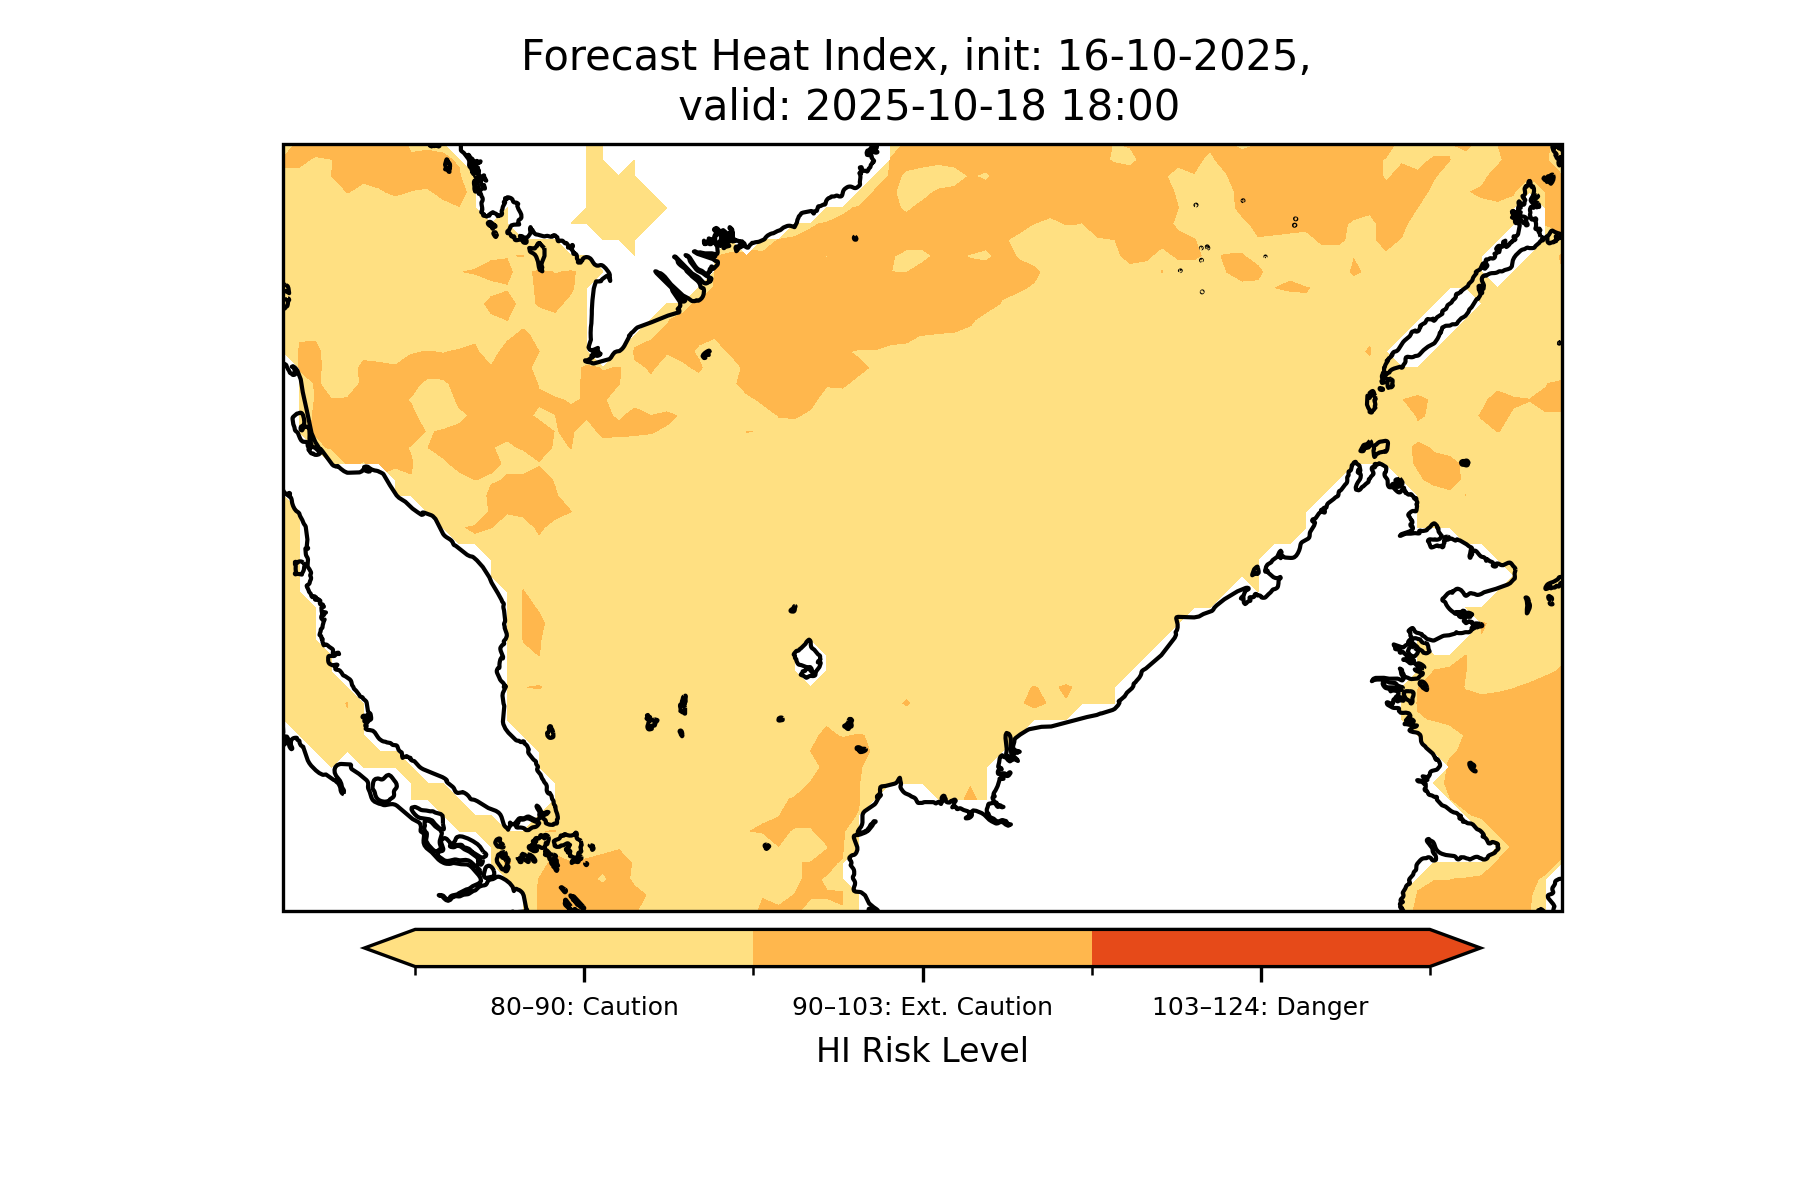 Forecast Heat Index, init: 16-10-2025,
valid: 2025-10-18 18:00
80–90: Caution
90–103: Ext. Caution
103–124: Danger
HI Risk Level